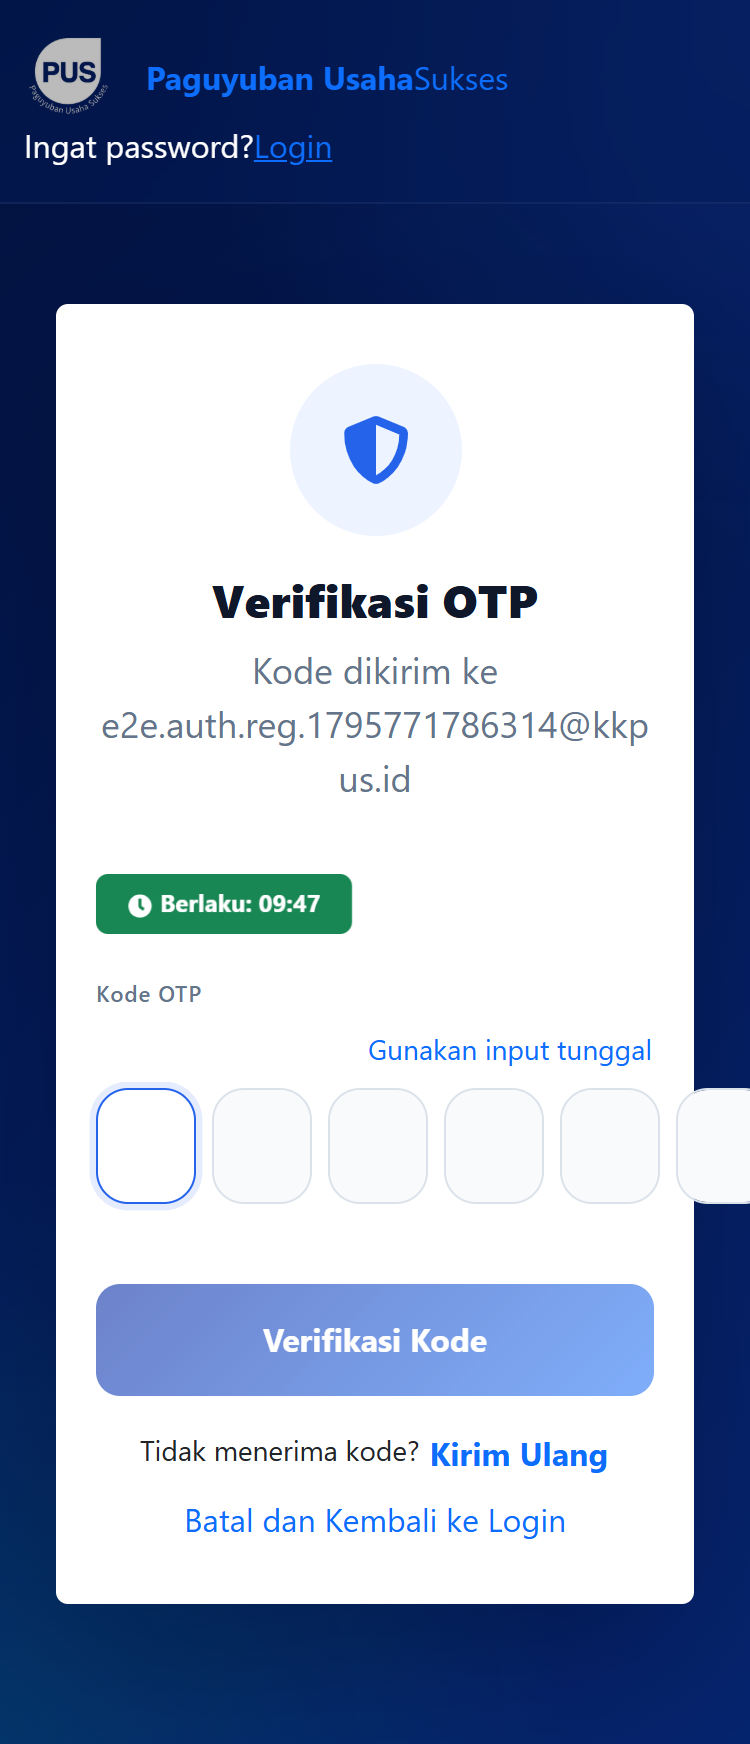 PUS
Paguyuban Usaha Sukses
Paguyuban UsahaSukses
Ingat password?Login
Verifikasi OTP
Kode dikirim ke
e2e.auth.reg.1795771786314@kkp
us.id
Berlaku: 09:47
Kode OTP
Gunakan input tunggal
Verifikasi Kode
Tidak menerima kode? Kirim Ulang
Batal dan Kembali ke Login